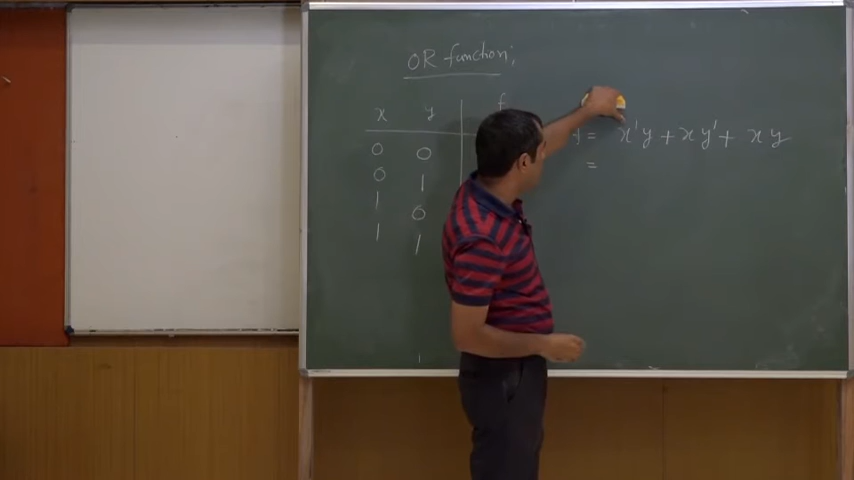 OR function;
x y f
f = x'y + xy' + xy
0 0
=
0 1
1 0
1 1